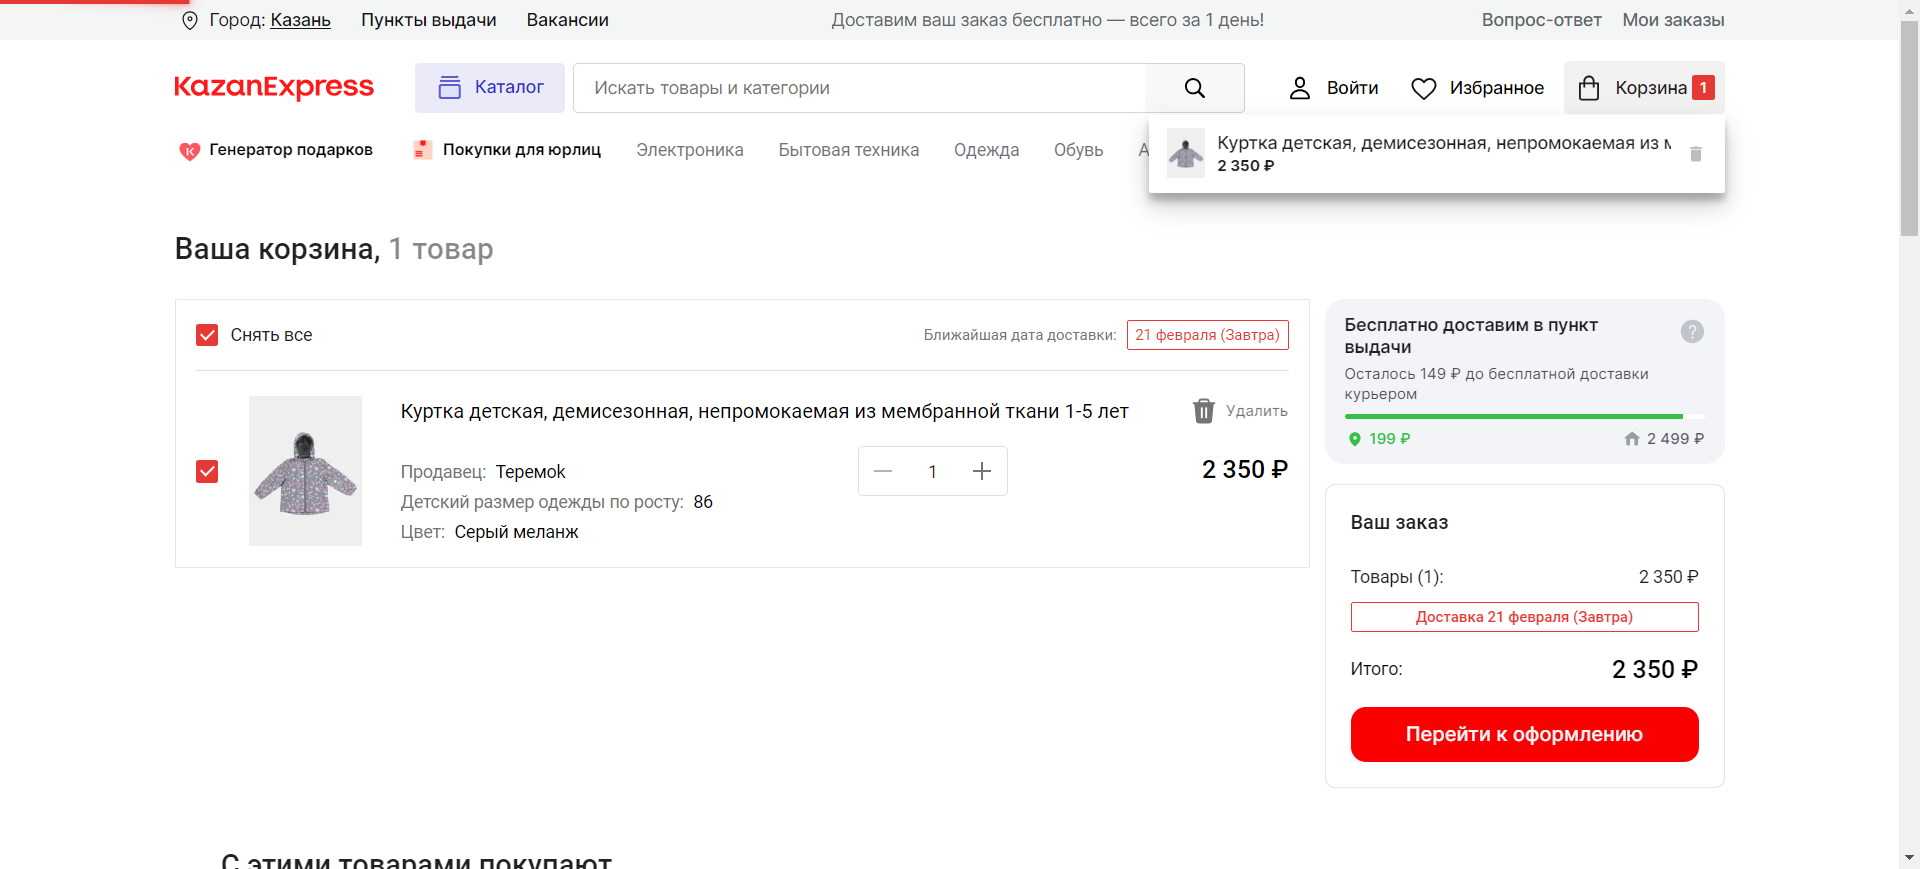 Город: Казань
Пункты выдачи
Вакансии
Доставим ваш заказ бесплатно — всего за 1 день!
Вопрос-ответ
Мои заказы
KazanExpress
Каталог
Искать товары и категории
Войти
Избранное
Корзина 1
Генератор подарков
Покупки для юрлиц
Электроника
Бытовая техника
Одежда
Обувь
А
Куртка детская, демисезонная, непромокаемая из м
2 350 ₽
Ваша корзина, 1 товар
Снять все
Ближайшая дата доставки: 21 февраля (Завтра)
Куртка детская, демисезонная, непромокаемая из мембранной ткани 1-5 лет
Удалить
Продавец: Теремок
1
2 350 ₽
Детский размер одежды по росту: 86
Цвет: Серый меланж
Бесплатно доставим в пункт
выдачи
?
Осталось 149 ₽ до бесплатной доставки
курьером
199 ₽
2 499 ₽
Ваш заказ
Товары (1): 2 350 ₽
Доставка 21 февраля (Завтра)
Итого: 2 350 ₽
Перейти к оформлению
С этими товарами покупают